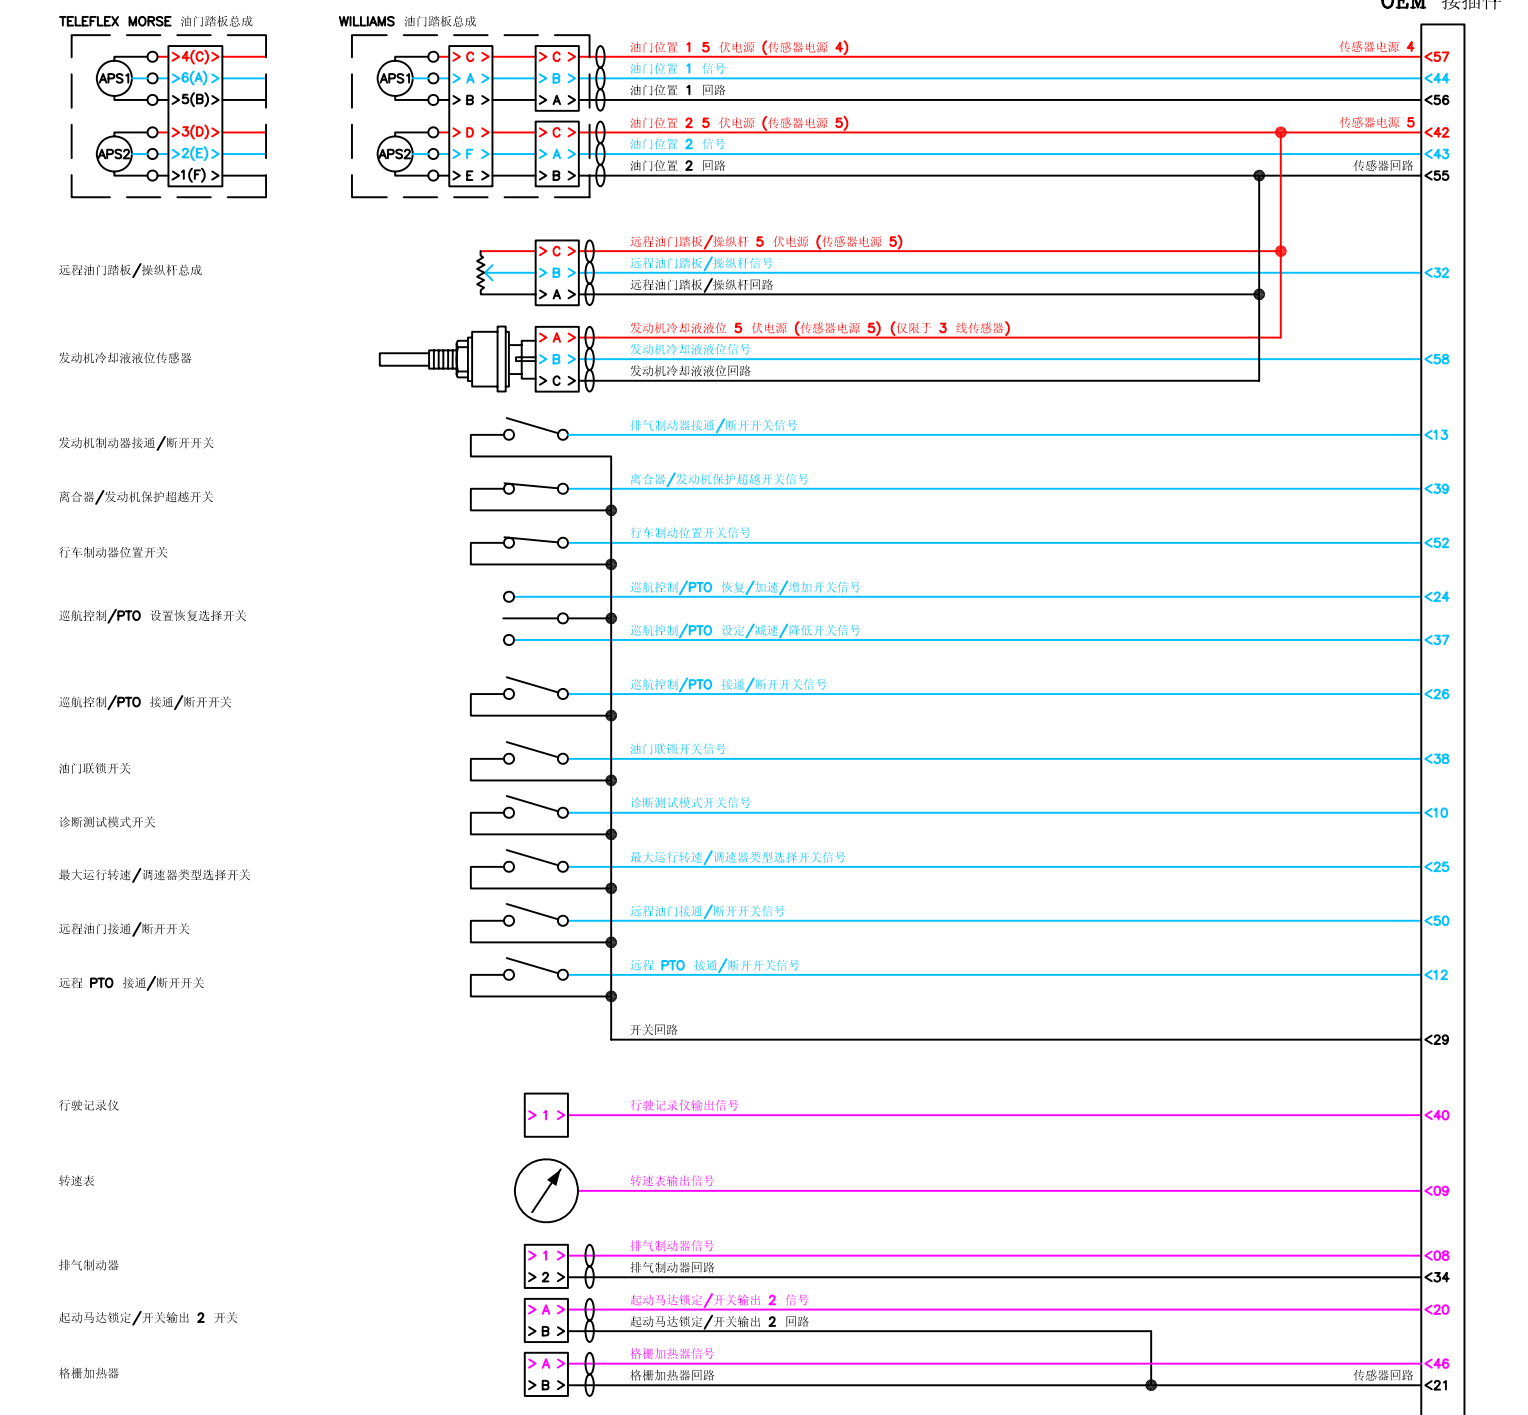 OEM 接插件
TELEFLEX MORSE 油门踏板总成
WILLIAMS 油门踏板总成
APS1 >4(C)> APS1 >C> >C> 油门位置 1 5 伏电源 (传感器电源 4) 传感器电源 4 <57
>6(A)> >A> >B> 油门位置 1 信号 <44
>5(B)> >B> >A> 油门位置 1 回路 <56
APS2 >3(D)> APS2 >D> >C> 油门位置 2 5 伏电源 (传感器电源 5) 传感器电源 5 <42
>2(E)> >F> >A> 油门位置 2 信号 <43
>1(F)> >E> >B> 油门位置 2 回路 传感器回路 <55
远程油门踏板/操纵杆总成
>C> 远程油门踏板/操纵杆 5 伏电源 (传感器电源 5)
>B> 远程油门踏板/操纵杆信号 <32
>A> 远程油门踏板/操纵杆回路
发动机冷却液液位传感器
>A> 发动机冷却液液位 5 伏电源 (传感器电源 5) (仅限于 3 线传感器)
>B> 发动机冷却液液位信号 <58
>C> 发动机冷却液液位回路
发动机制动器接通/断开开关 排气制动器接通/断开开关信号 <13
离合器/发动机保护超越开关 离合器/发动机保护超越开关信号 <39
行车制动器位置开关 行车制动位置开关信号 <52
巡航控制/PTO 设置恢复选择开关 巡航控制/PTO 恢复/加速/增加开关信号 <24
巡航控制/PTO 设定/减速/降低开关信号 <37
巡航控制/PTO 接通/断开开关 巡航控制/PTO 接通/断开开关信号 <26
油门联锁开关 油门联锁开关信号 <38
诊断测试模式开关 诊断测试模式开关信号 <10
最大运行转速/调速器类型选择开关 最大运行转速/调速器类型选择开关信号 <25
远程油门接通/断开开关 远程油门接通/断开开关信号 <50
远程 PTO 接通/断开开关 远程 PTO 接通/断开开关信号 <12
开关回路 <29
行驶记录仪 >1> 行驶记录仪输出信号 <40
转速表 转速表输出信号 <09
排气制动器 >1> 排气制动器信号 <08
>2> 排气制动器回路 <34
起动马达锁定/开关输出 2 开关 >A> 起动马达锁定/开关输出 2 信号 <20
>B> 起动马达锁定/开关输出 2 回路
格栅加热器 >A> 格栅加热器信号 <46
>B> 格栅加热器回路 传感器回路 <21